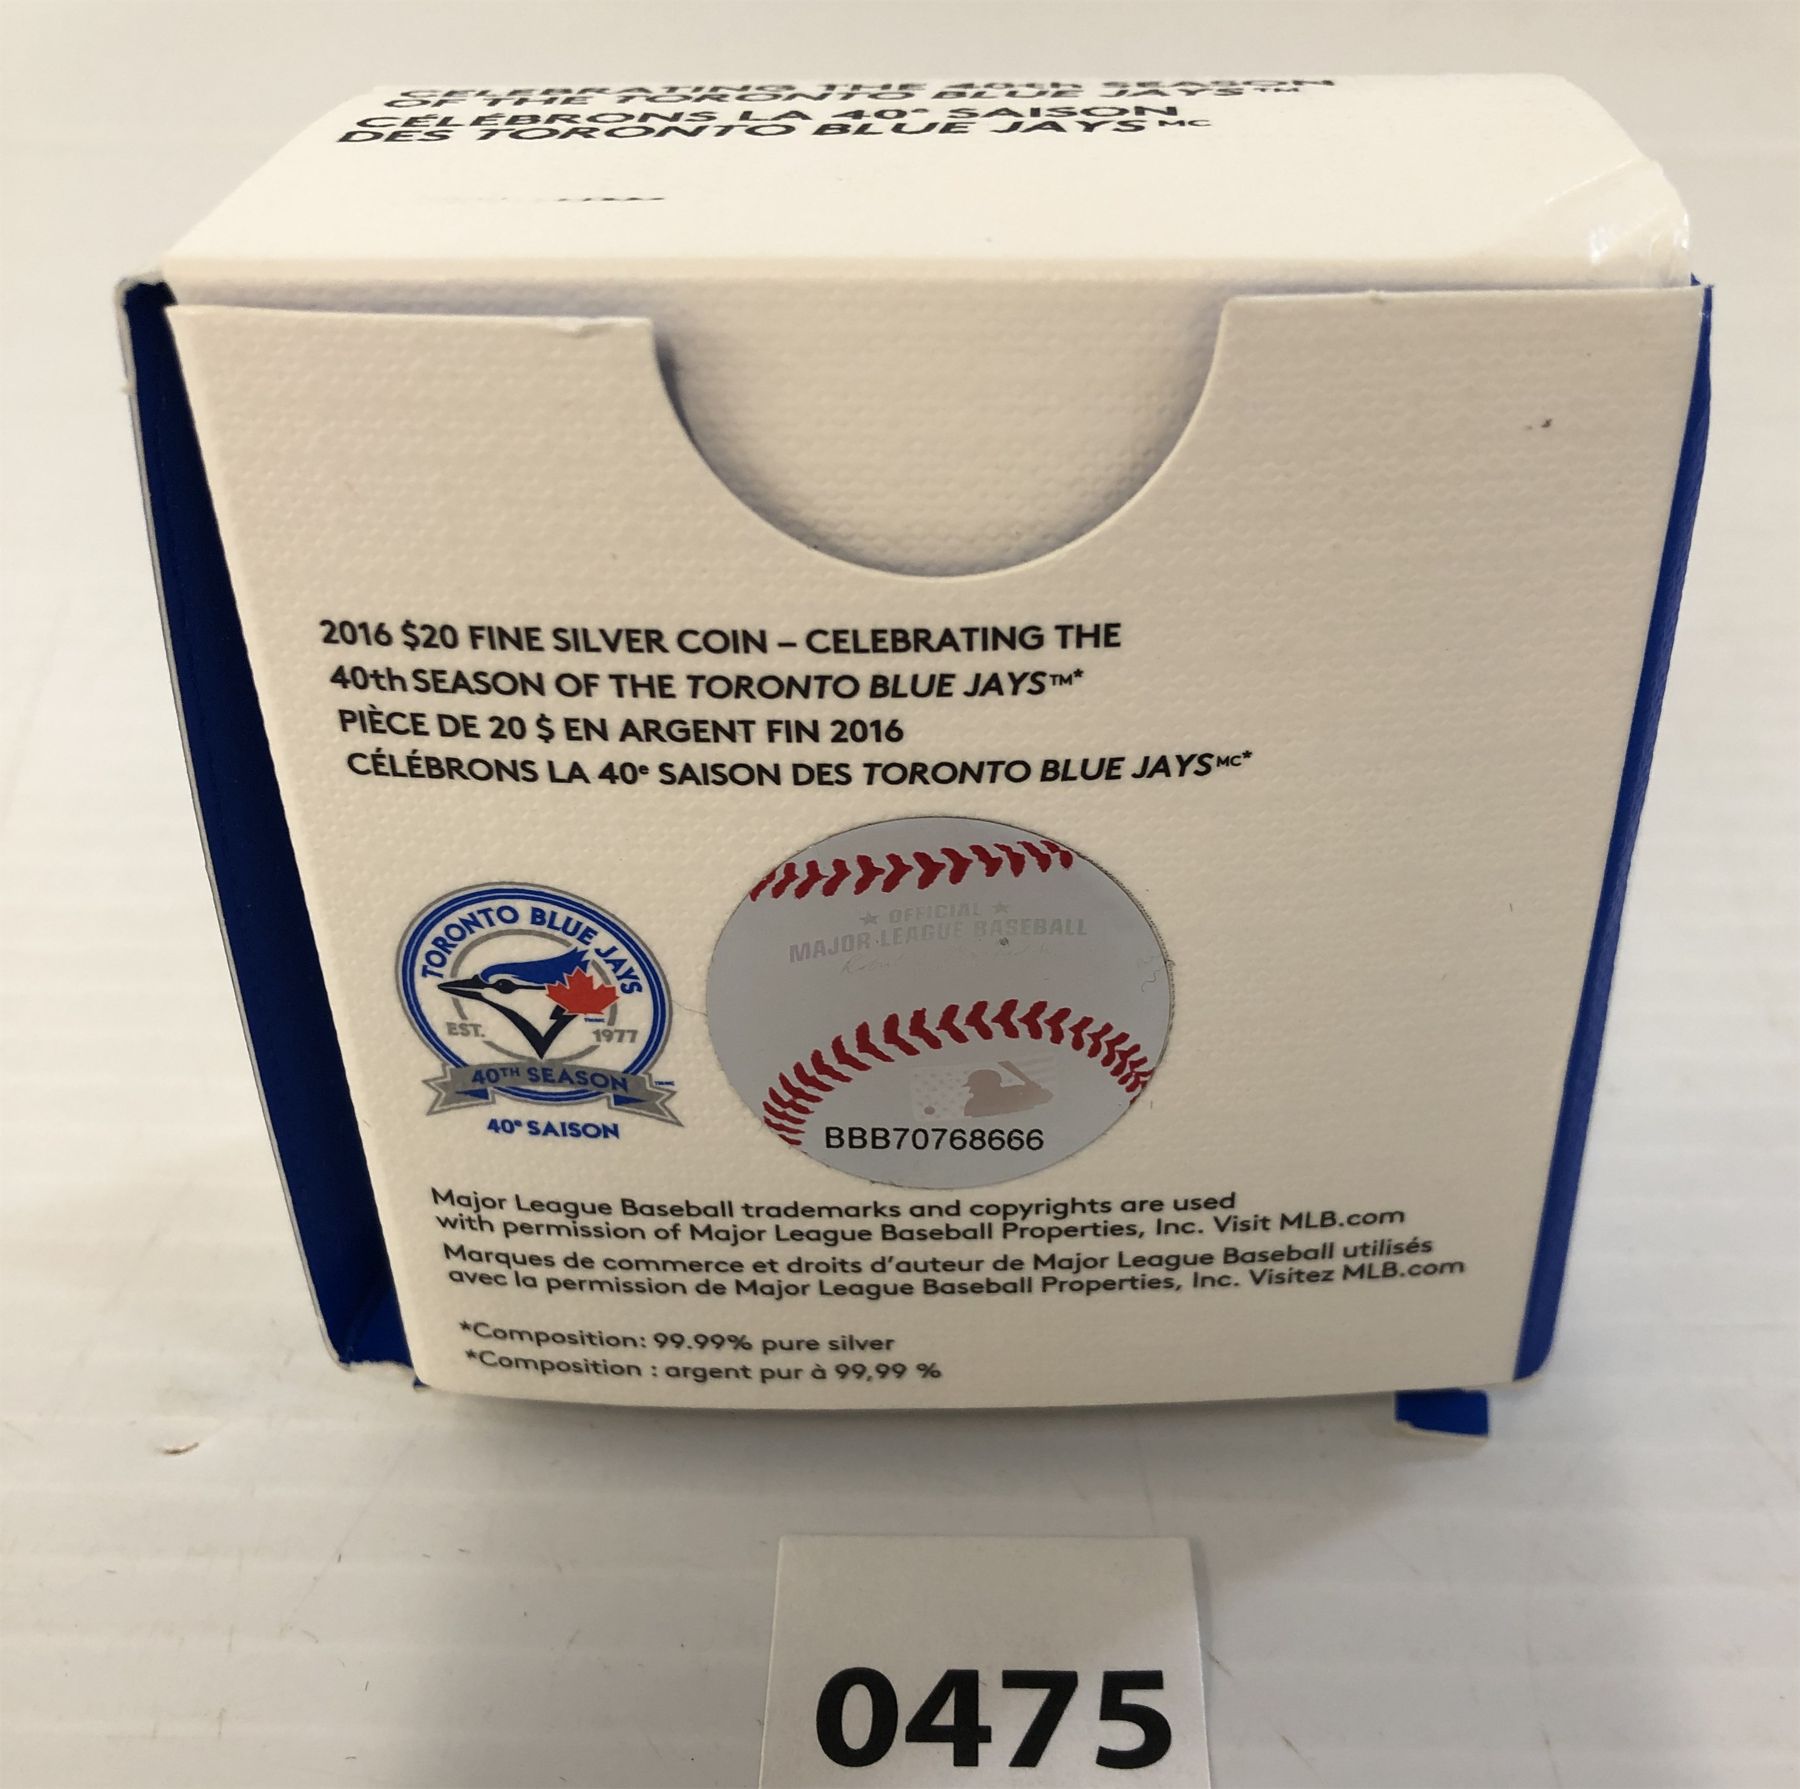 CELEBRATING THE 40th SEASON
OF THE TORONTO BLUE JAYS™
CÉLÉBRONS LA 40e SAISON
DES TORONTO BLUE JAYS MC
2016 $20 FINE SILVER COIN – CELEBRATING THE
40th SEASON OF THE TORONTO BLUE JAYS™*
PIÈCE DE 20 $ EN ARGENT FIN 2016
CÉLÉBRONS LA 40e SAISON DES TORONTO BLUE JAYS MC*
TORONTO BLUE JAYS
EST. 1977
40TH SEASON
40e SAISON
★ OFFICIAL ★
MAJOR LEAGUE BASEBALL
BBB70768666
Major League Baseball trademarks and copyrights are used
with permission of Major League Baseball Properties, Inc. Visit MLB.com
Marques de commerce et droits d'auteur de Major League Baseball utilisés
avec la permission de Major League Baseball Properties, Inc. Visitez MLB.com
*Composition: 99.99% pure silver
*Composition : argent pur à 99,99 %
0475